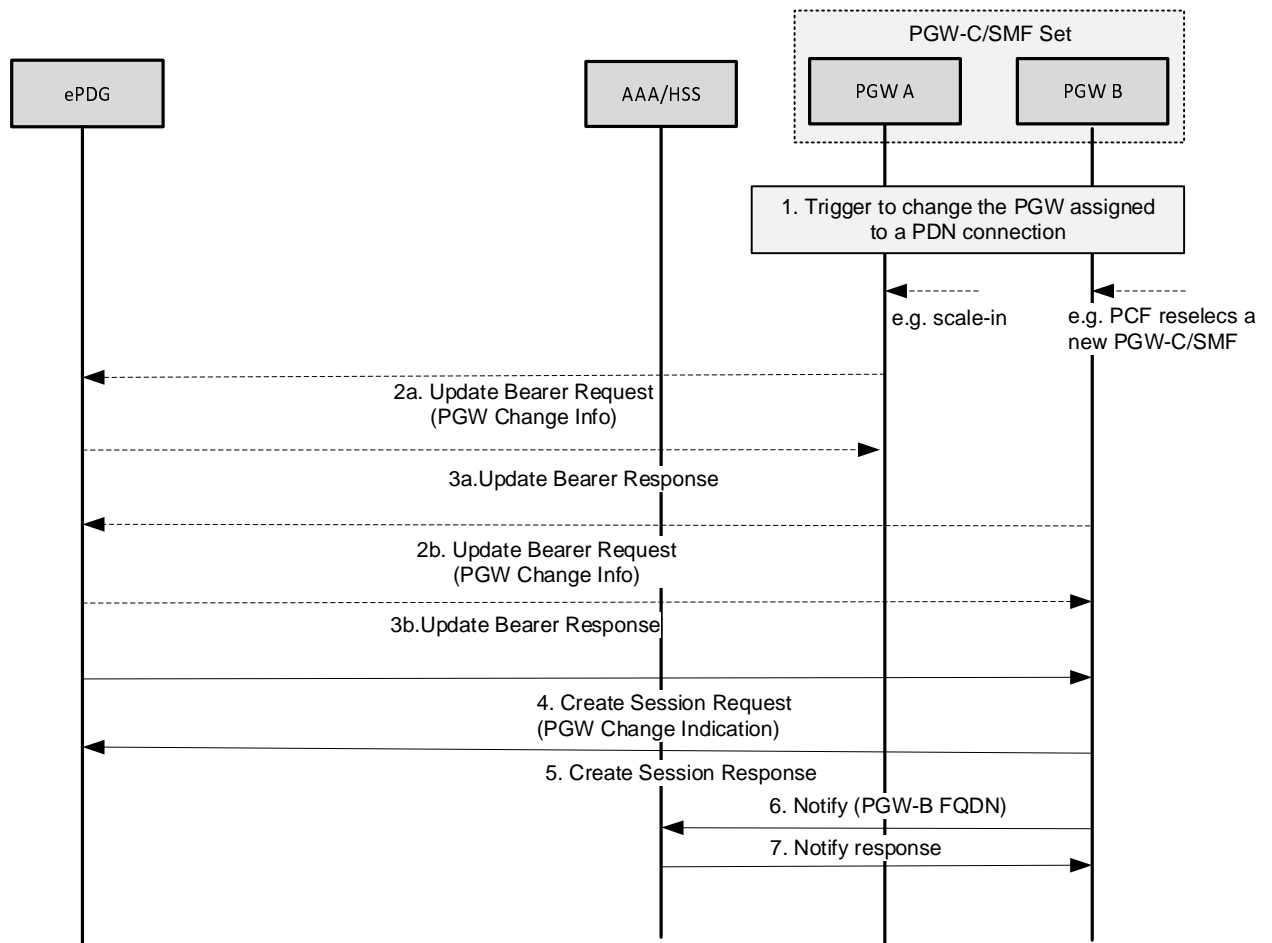 PGW-C/SMF Set
ePDG
AAA/HSS
PGW A
PGW B
1. Trigger to change the PGW assigned
to a PDN connection
e.g. scale-in
e.g. PCF reselecs a
new PGW-C/SMF
2a. Update Bearer Request
(PGW Change Info)
3a.Update Bearer Response
2b. Update Bearer Request
(PGW Change Info)
3b.Update Bearer Response
4. Create Session Request
(PGW Change Indication)
5. Create Session Response
6. Notify (PGW-B FQDN)
7. Notify response